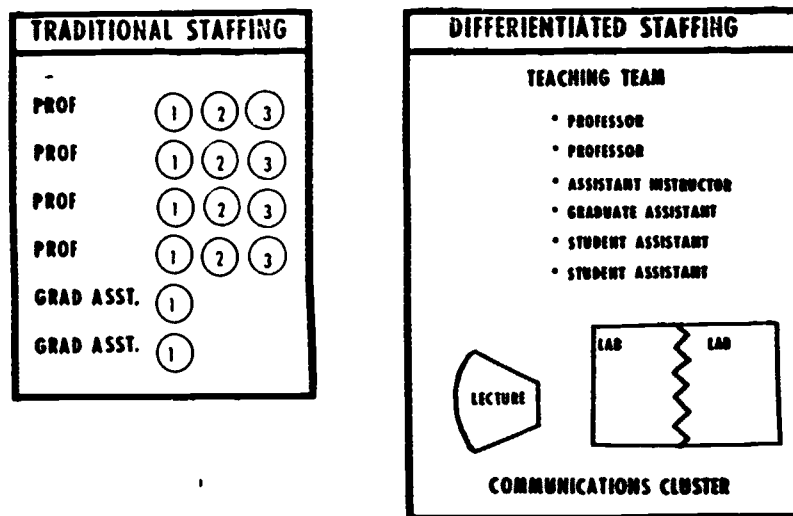 TRADITIONAL STAFFING
PROF 1 2 3
PROF 1 2 3
PROF 1 2 3
PROF 1 2 3
GRAD ASST. 1
GRAD ASST. 1
DIFFERIENTIATED STAFFING
TEACHING TEAM
• PROFESSOR
• PROFESSOR
• ASSISTANT INSTRUCTOR
• GRADUATE ASSISTANT
• STUDENT ASSISTANT
• STUDENT ASSISTANT
LAB LAB
LECTURE
COMMUNICATIONS CLUSTER